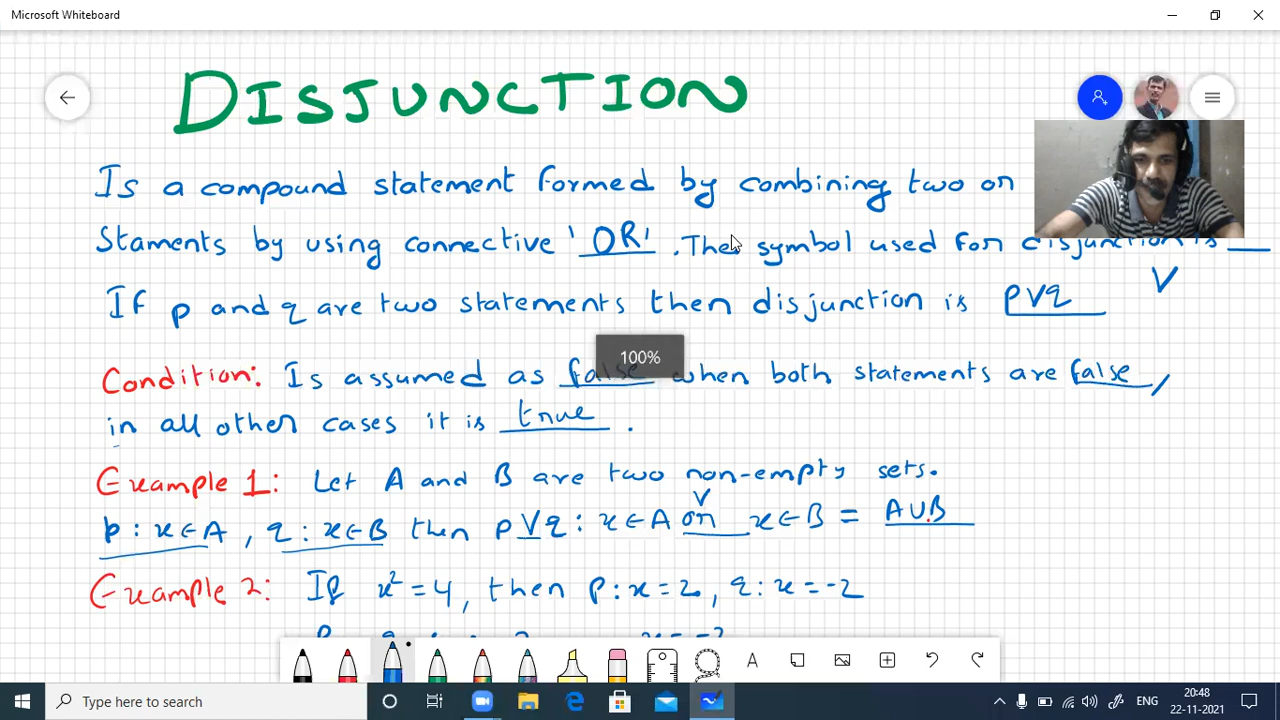 Microsoft Whiteboard
DISJUNCTION
Is a compound statement formed by combining two or
Staments by using connective 'OR'. The symbol used for disjunction is __
V
If p and q are two statements then disjunction is pVq
100%
Condition: Is assumed as false when both statements are false,
in all other cases it is true.
Example 1: Let A and B are two non-empty sets.
V
p : x∈A, q : x∈B then p V q : x∈A or x∈B = A∪B
Example 2: If x² = 4, then p : x = 2, q : x = -2
A
Type here to search
ENG
20:48
22-11-2021